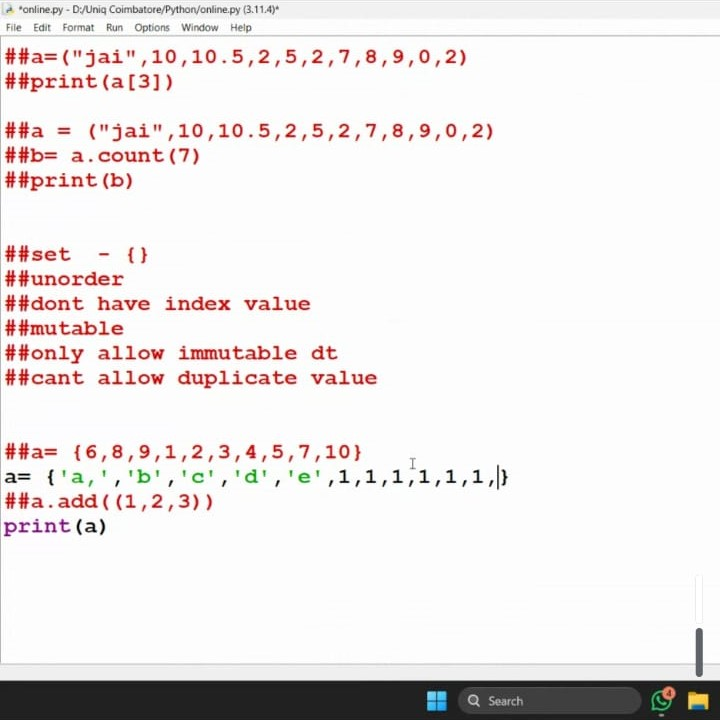 *online.py - D:/Uniq Coimbatore/Python/online.py (3.11.4)*
File Edit Format Run Options Window Help
##a=("jai",10,10.5,2,5,2,7,8,9,0,2)
##print(a[3])
##a = ("jai",10,10.5,2,5,2,7,8,9,0,2)
##b= a.count(7)
##print(b)
##set - {}
##unorder
##dont have index value
##mutable
##only allow immutable dt
##cant allow duplicate value
##a= {6,8,9,1,2,3,4,5,7,10}
a= {'a,','b','c','d','e',1,1,1,1,1,1,}
##a.add((1,2,3))
print(a)
Search
4